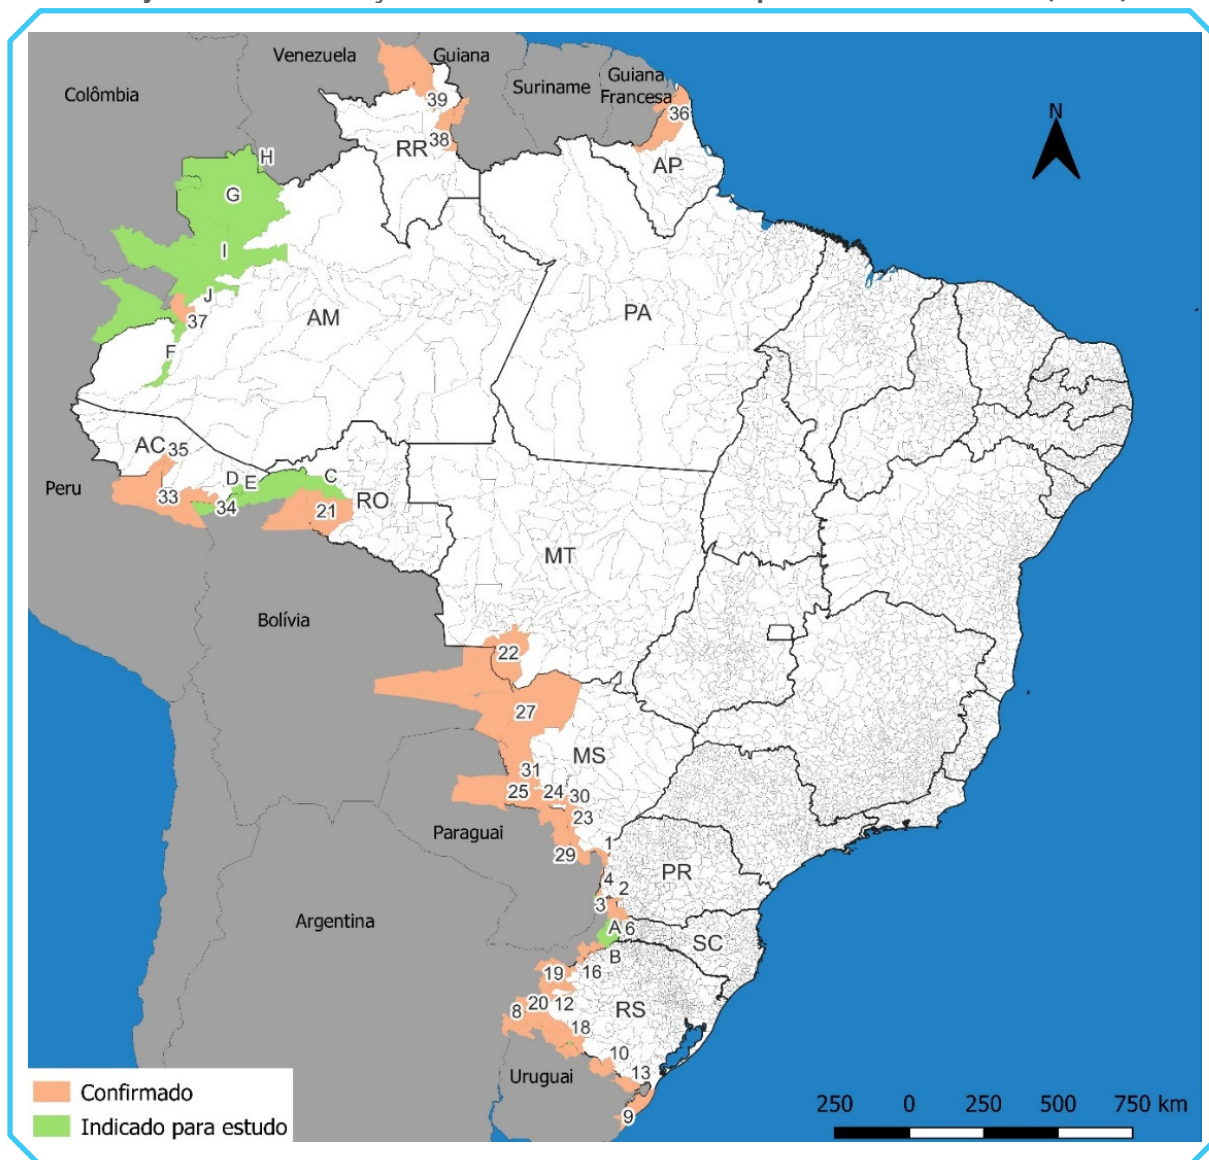 Venezuela
Guiana
Suriname
Guiana
Francesa
Colômbia
N
39
36
38
RR
AP
H
G
I
J
37
AM
PA
F
AC
35
D
E
C
Peru
33
34
21
RO
MT
Bolívia
22
27
MS
31
25
24
30
23
Paraguai
1
29
4
2
PR
3
A
6
Argentina
B
SC
19
16
20
12
8
RS
18
10
Uruguai
13
9
Confirmado
Indicado para estudo
250 0 250 500 750 km